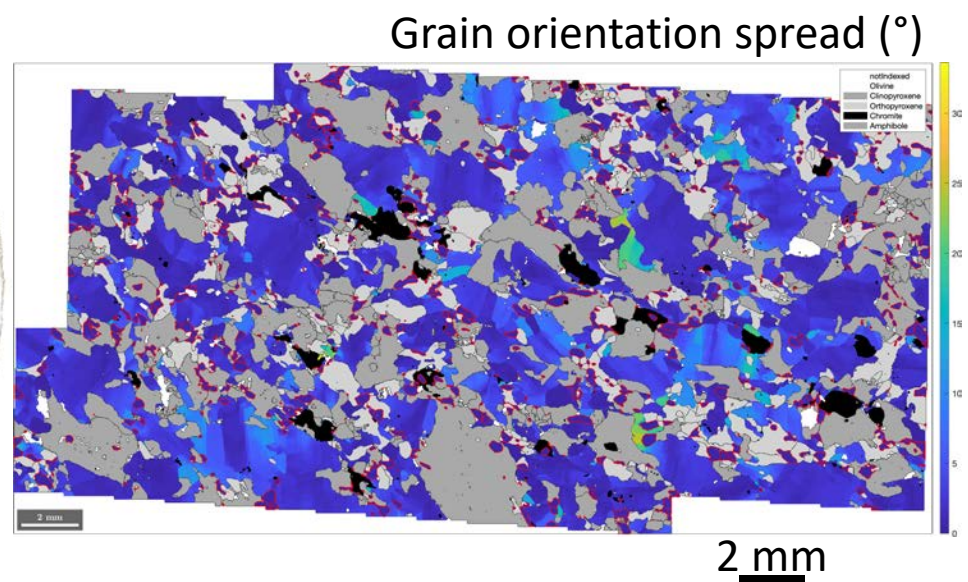 Grain orientation spread (°)
notIndexed
Olivine
Clinopyroxene
Orthopyroxene
Chromite
Amphibole
30
25
20
15
10
5
0
2 mm
2 mm